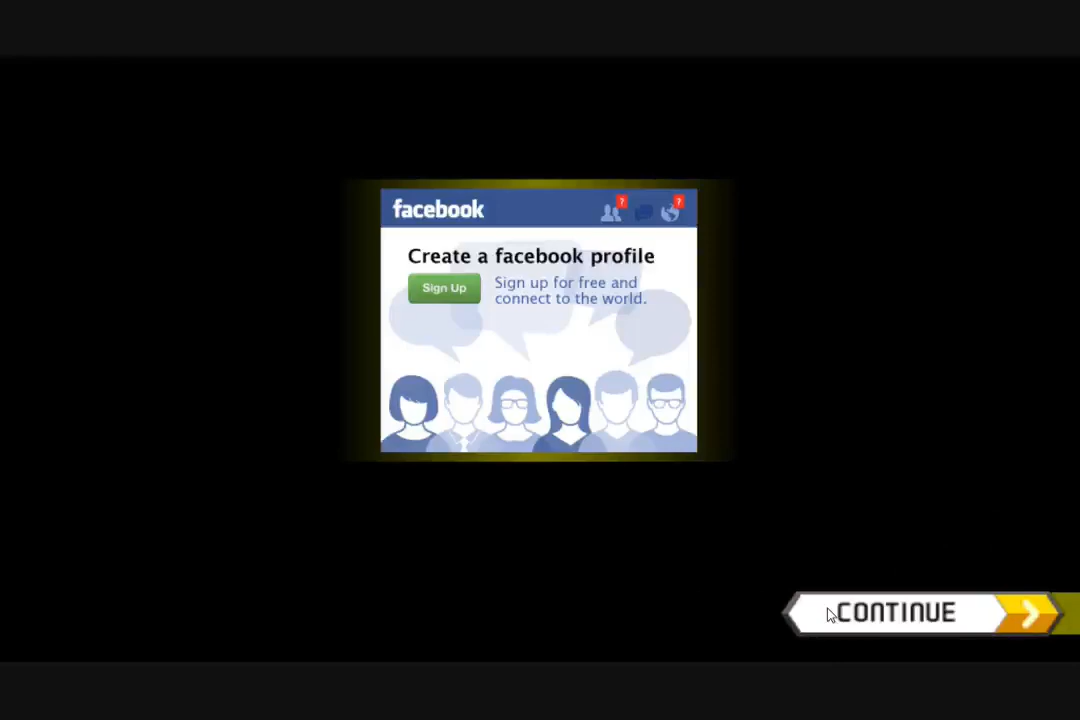 facebook
? ?
Create a facebook profile
Sign Up
Sign up for free and
connect to the world.
CONTINUE